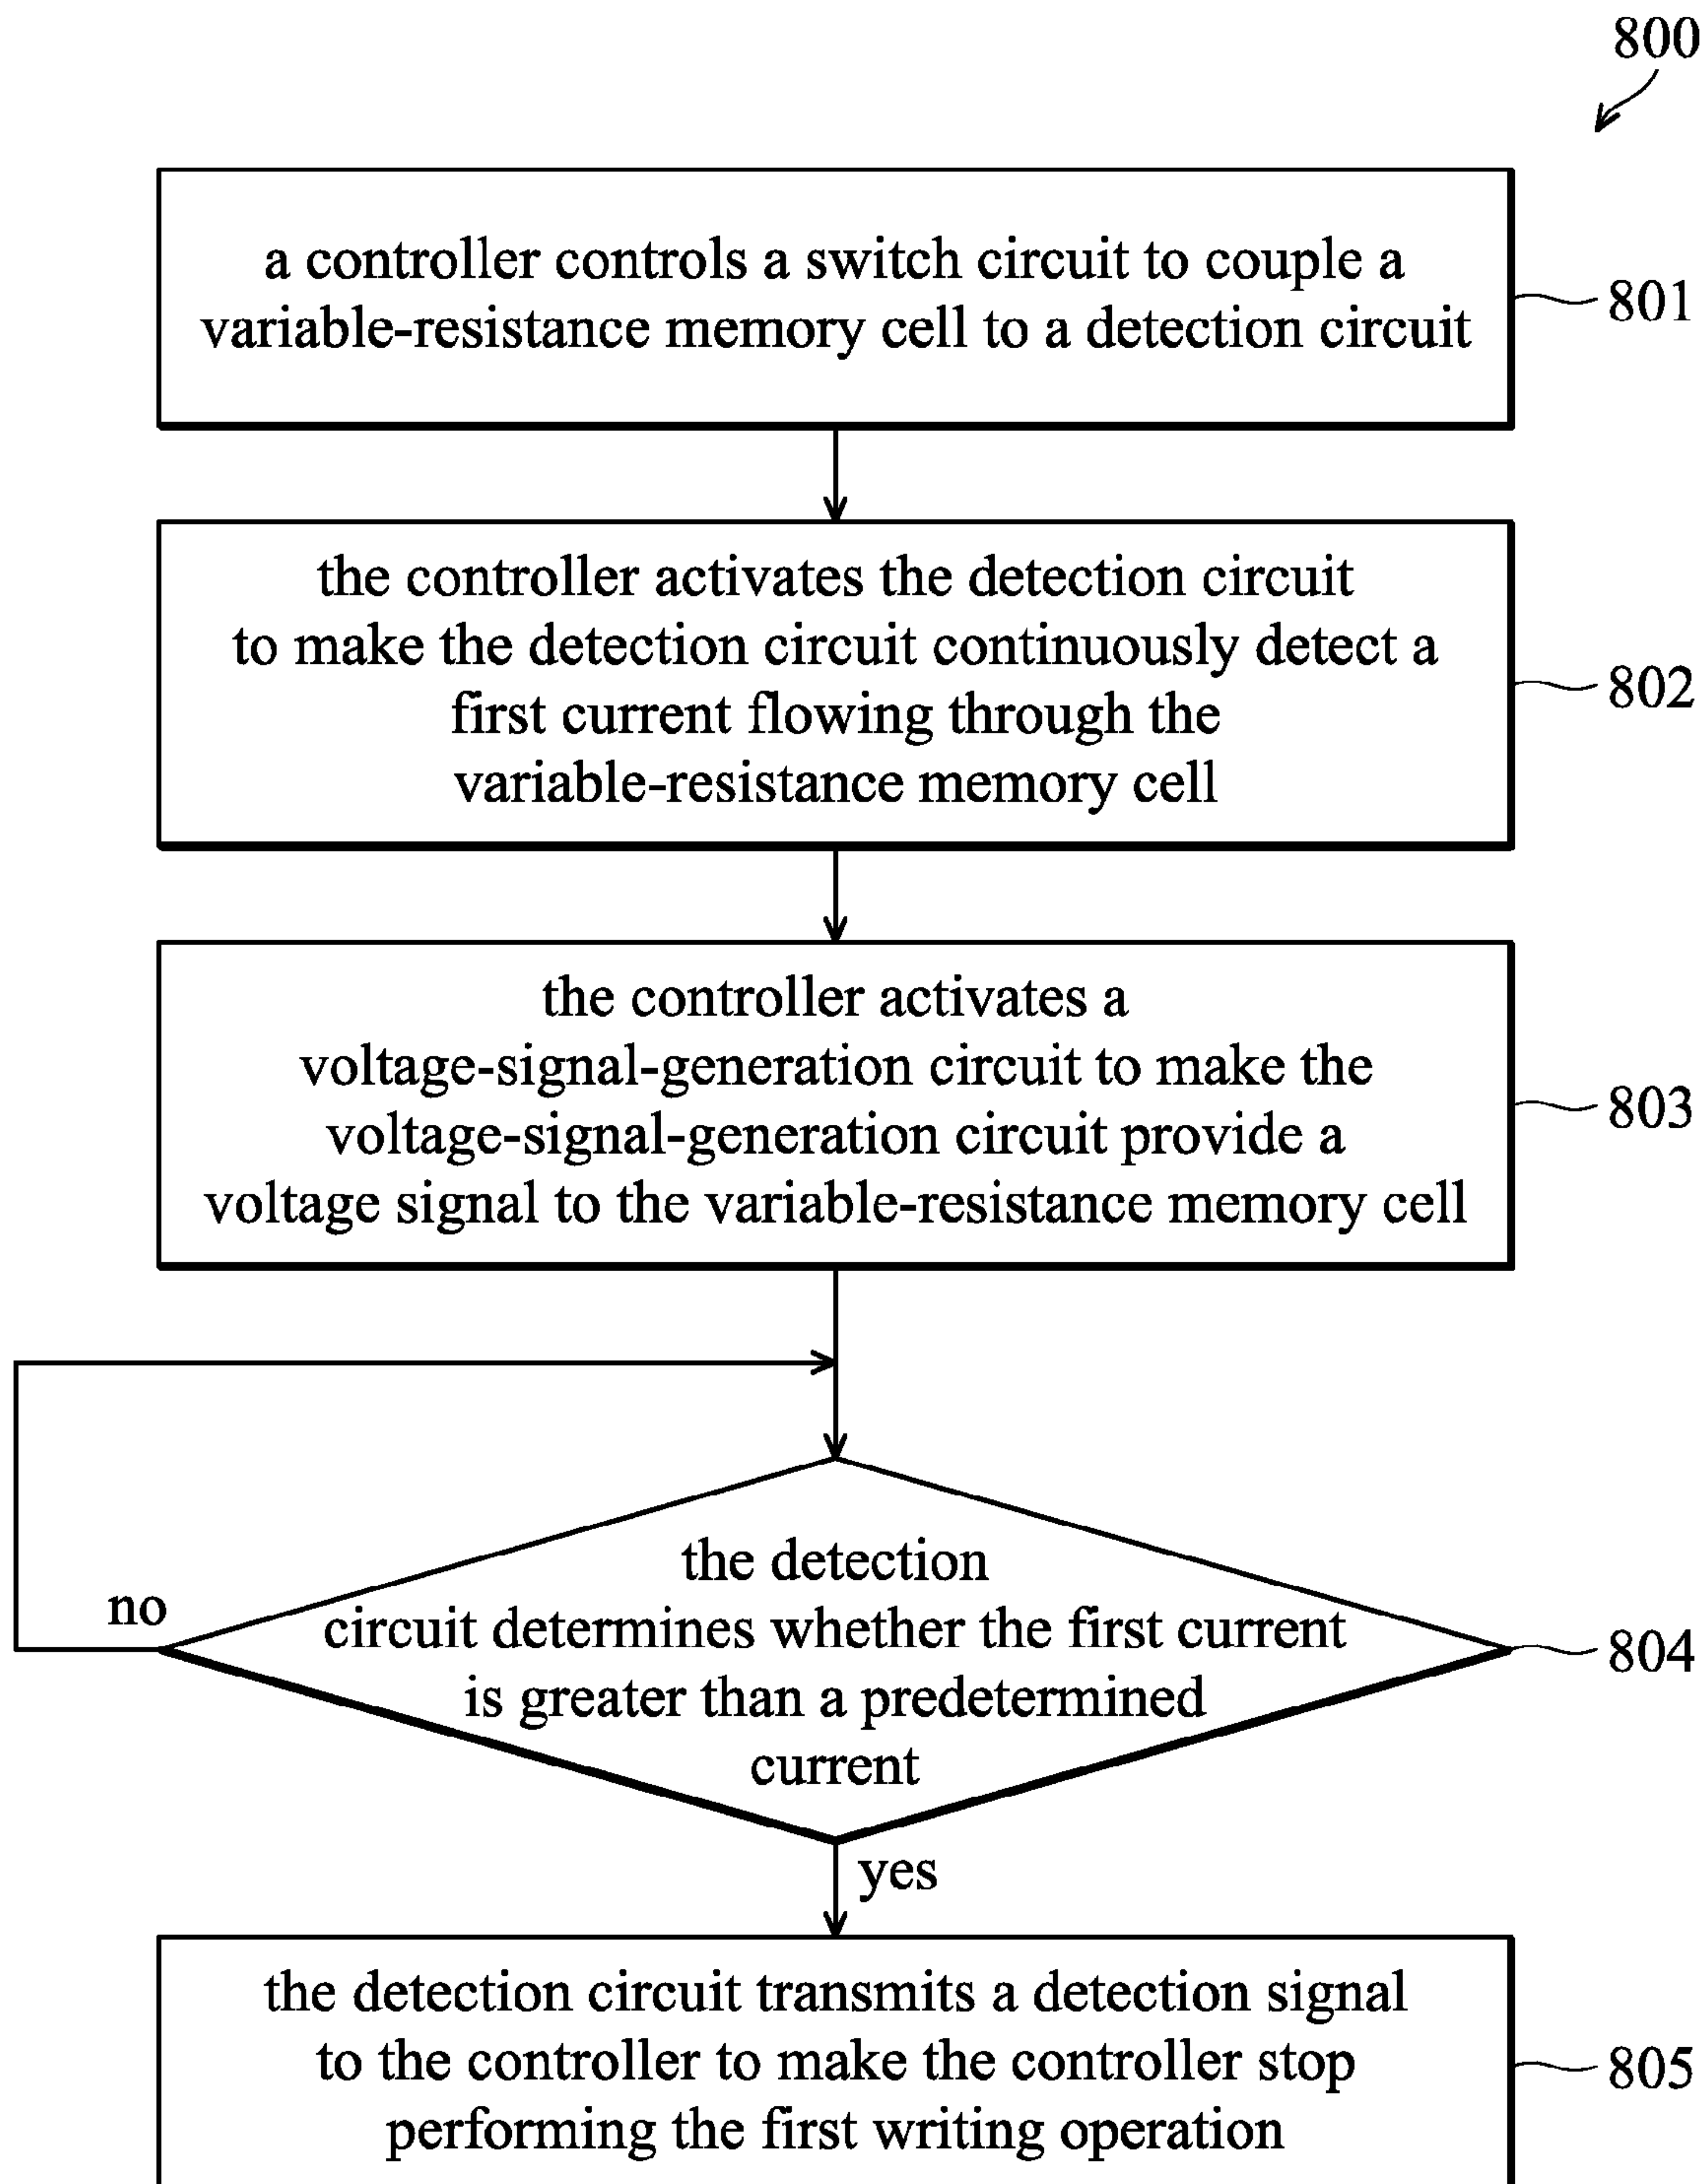 800
a controller controls a switch circuit to couple a
variable-resistance memory cell to a detection circuit
801
the controller activates the detection circuit
to make the detection circuit continuously detect a
first current flowing through the
variable-resistance memory cell
802
the controller activates a
voltage-signal-generation circuit to make the
voltage-signal-generation circuit provide a
voltage signal to the variable-resistance memory cell
803
the detection
circuit determines whether the first current
is greater than a predetermined
current
804
no
yes
the detection circuit transmits a detection signal
to the controller to make the controller stop
performing the first writing operation
805